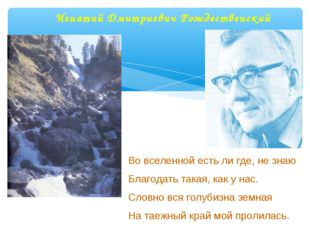 Игнатий Дмитриевич Рождественский
Во вселенной есть ли где, не знаю
Благодать такая, как у нас.
Словно вся голубизна земная
На таежный край мой пролилась.